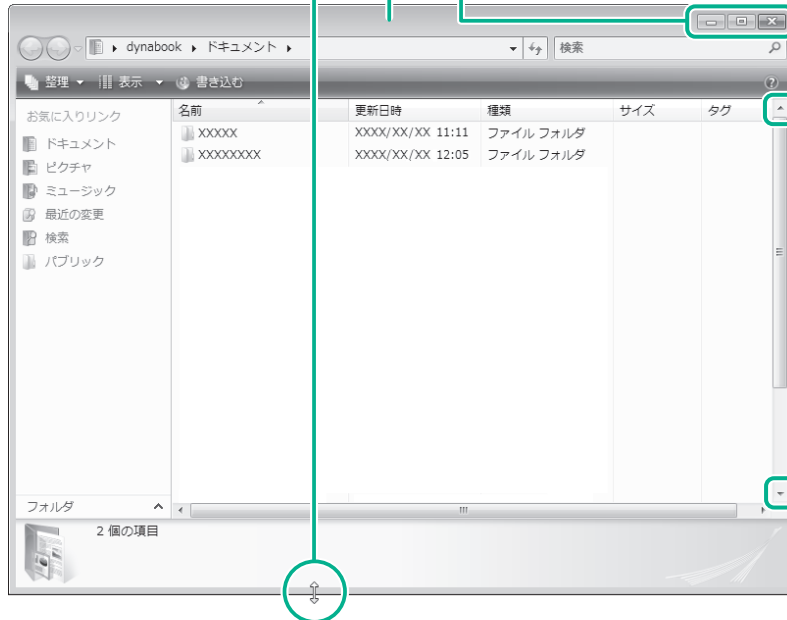 dynabook ▸ ドキュメント ▸
検索
整理 ▼ 表示 ▼ 書き込む
お気に入りリンク
ドキュメント
ピクチャ
ミュージック
最近の変更
検索
パブリック
フォルダ
名前 更新日時 種類 サイズ タグ
XXXXX XXXX/XX/XX 11:11 ファイル フォルダ
XXXXXXXX XXXX/XX/XX 12:05 ファイル フォルダ
2 個の項目